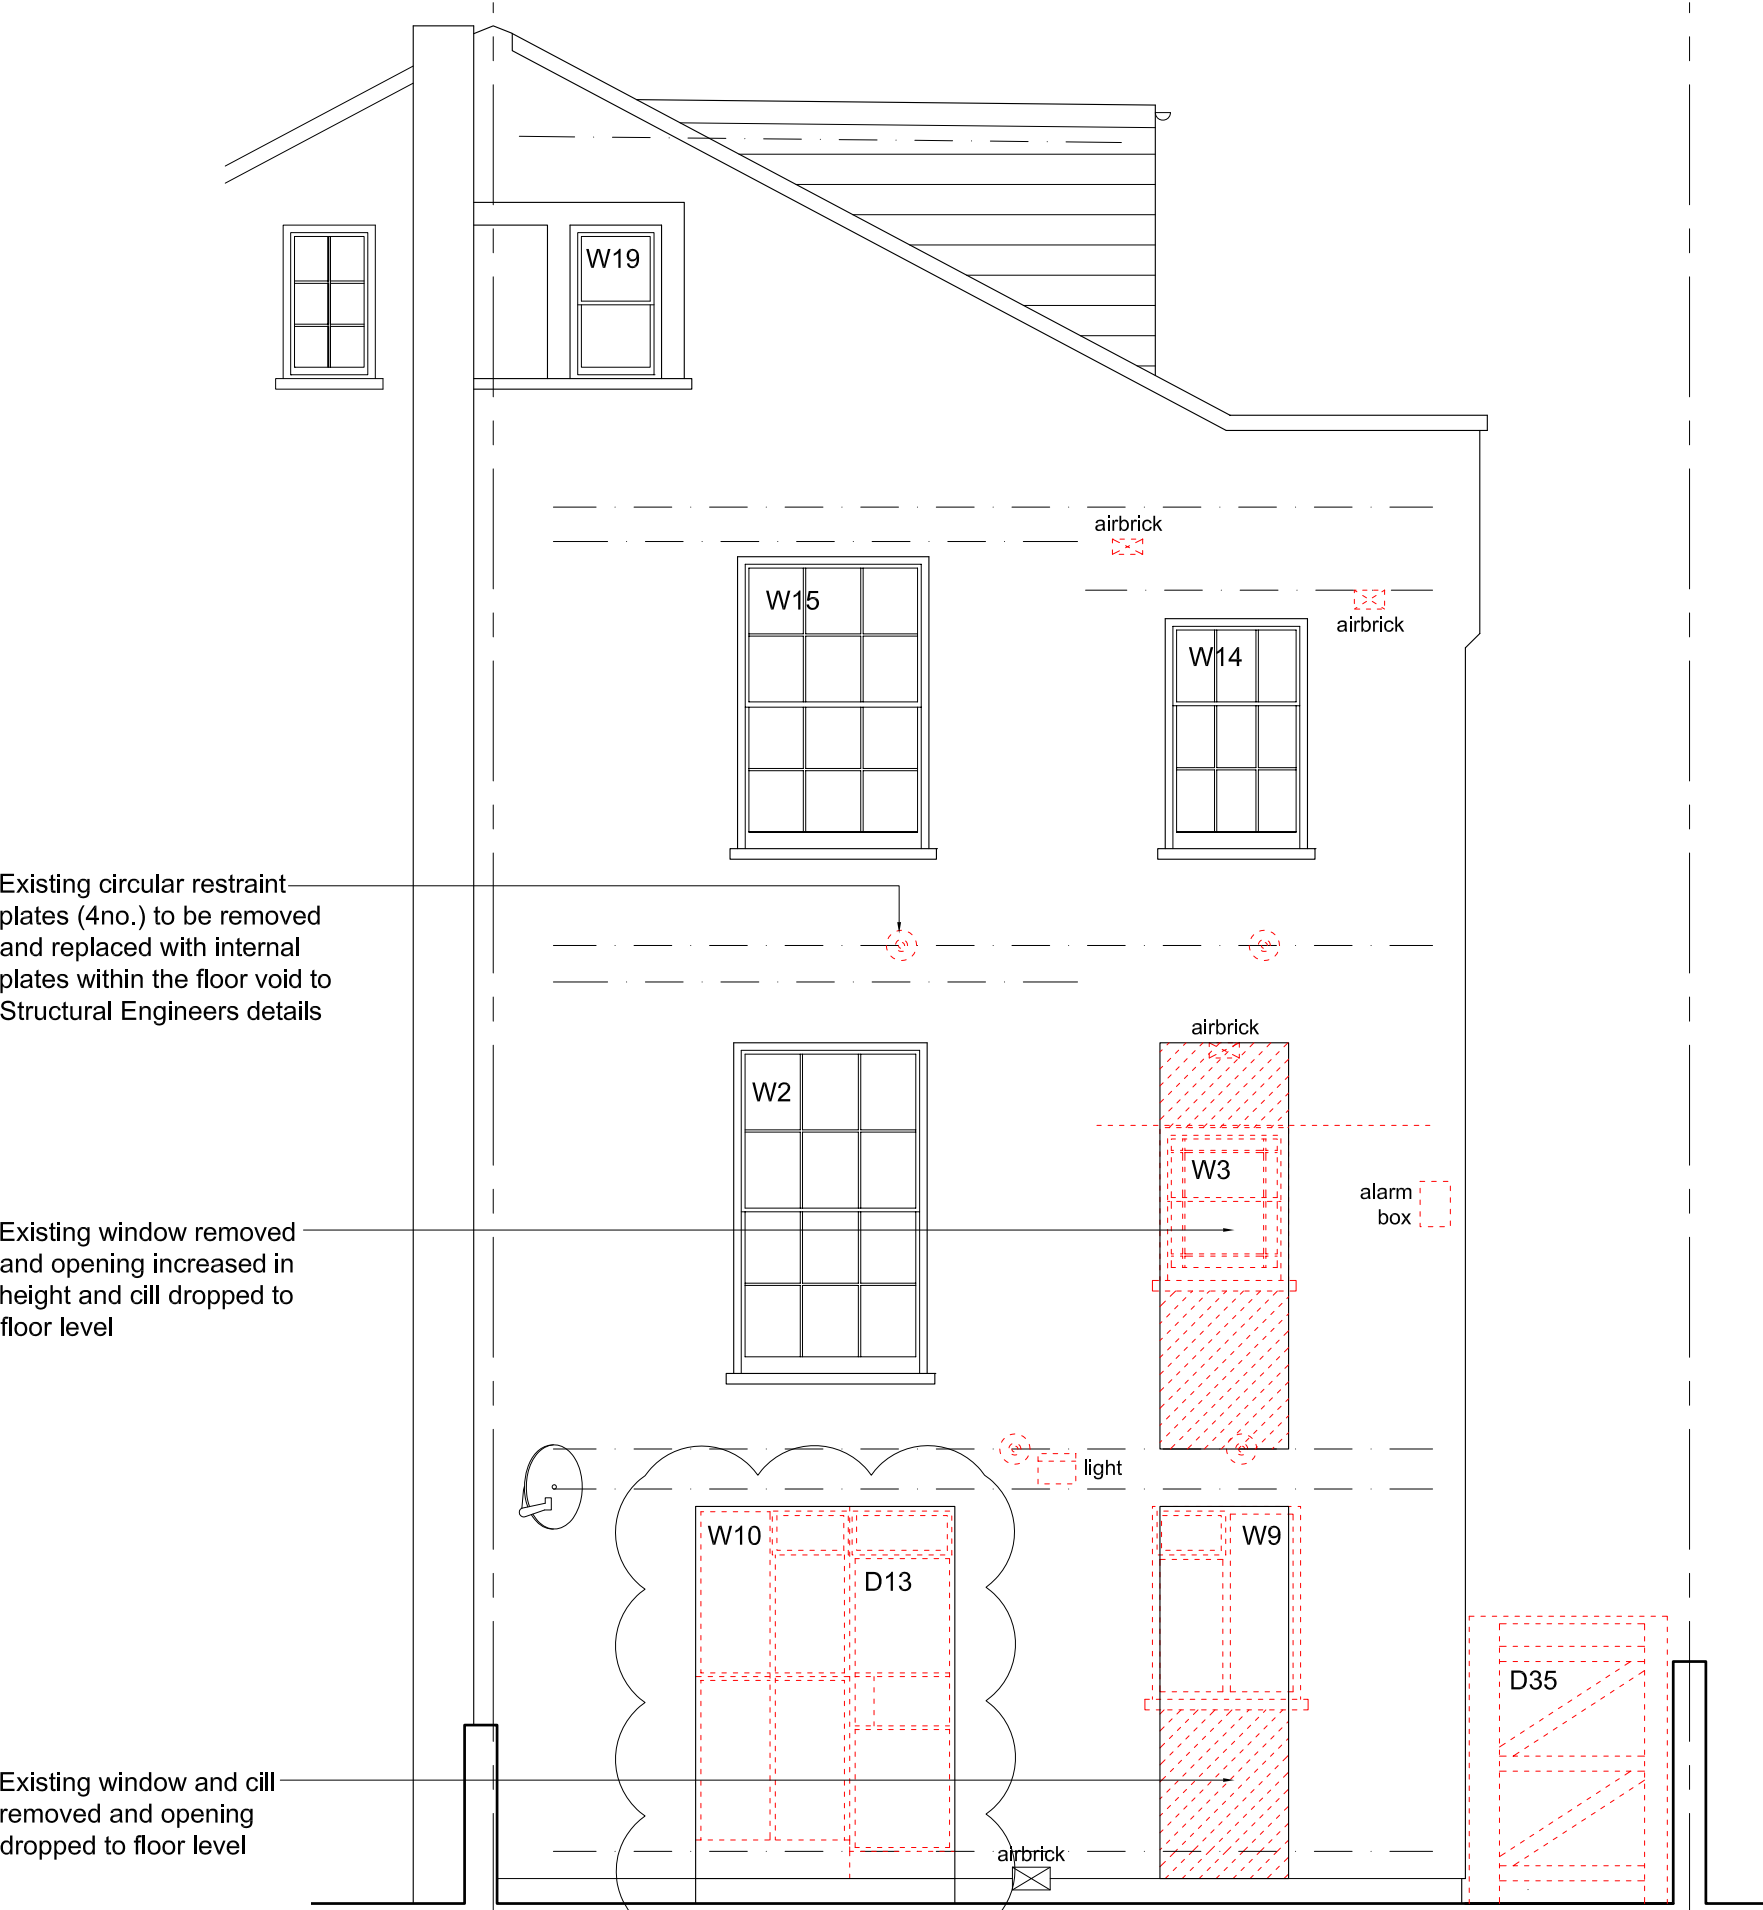 W19
airbrick
W15
airbrick
W14
Existing circular restraint
plates (4no.) to be removed
and replaced with internal
plates within the floor void to
Structural Engineers details
airbrick
W2
W3
alarm
box
Existing window removed
and opening increased in
height and cill dropped to
floor level
light
W10
W9
D13
D35
Existing window and cill
removed and opening
dropped to floor level
airbrick